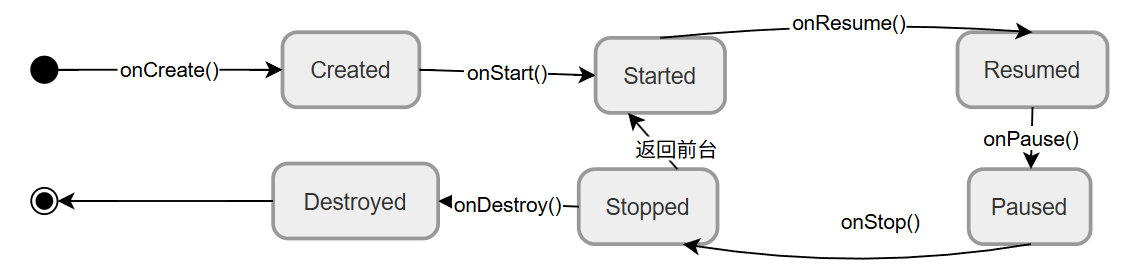 onCreate()
Created
onStart()
Started
onResume()
Resumed
onPause()
返回前台
Destroyed
onDestroy()
Stopped
onStop()
Paused